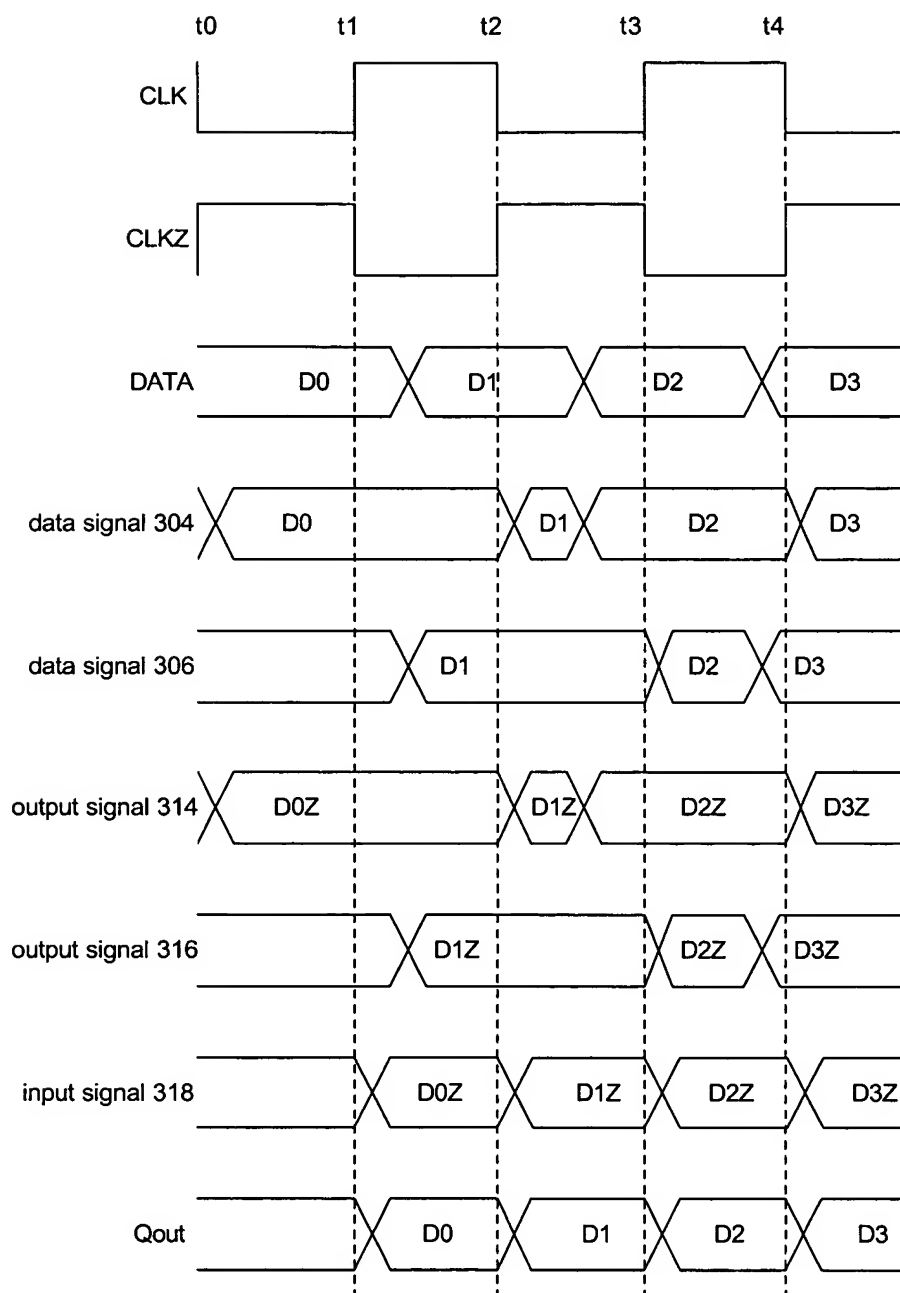 t0 t1 t2 t3 t4
CLK
CLKZ
DATA D0 D1 D2 D3
data signal 304 D0 D1 D2 D3
data signal 306 D1 D2 D3
output signal 314 D0Z D1Z D2Z D3Z
output signal 316 D1Z D2Z D3Z
input signal 318 D0Z D1Z D2Z D3Z
Qout D0 D1 D2 D3